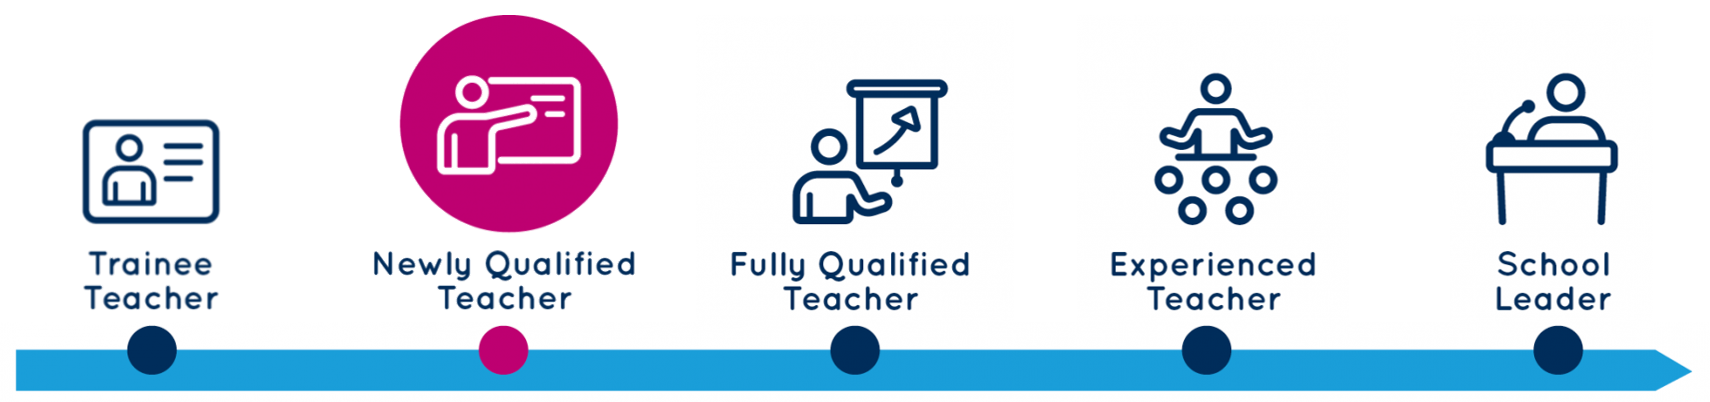 Trainee
Teacher
Newly Qualified
Teacher
Fully Qualified
Teacher
Experienced
Teacher
School
Leader